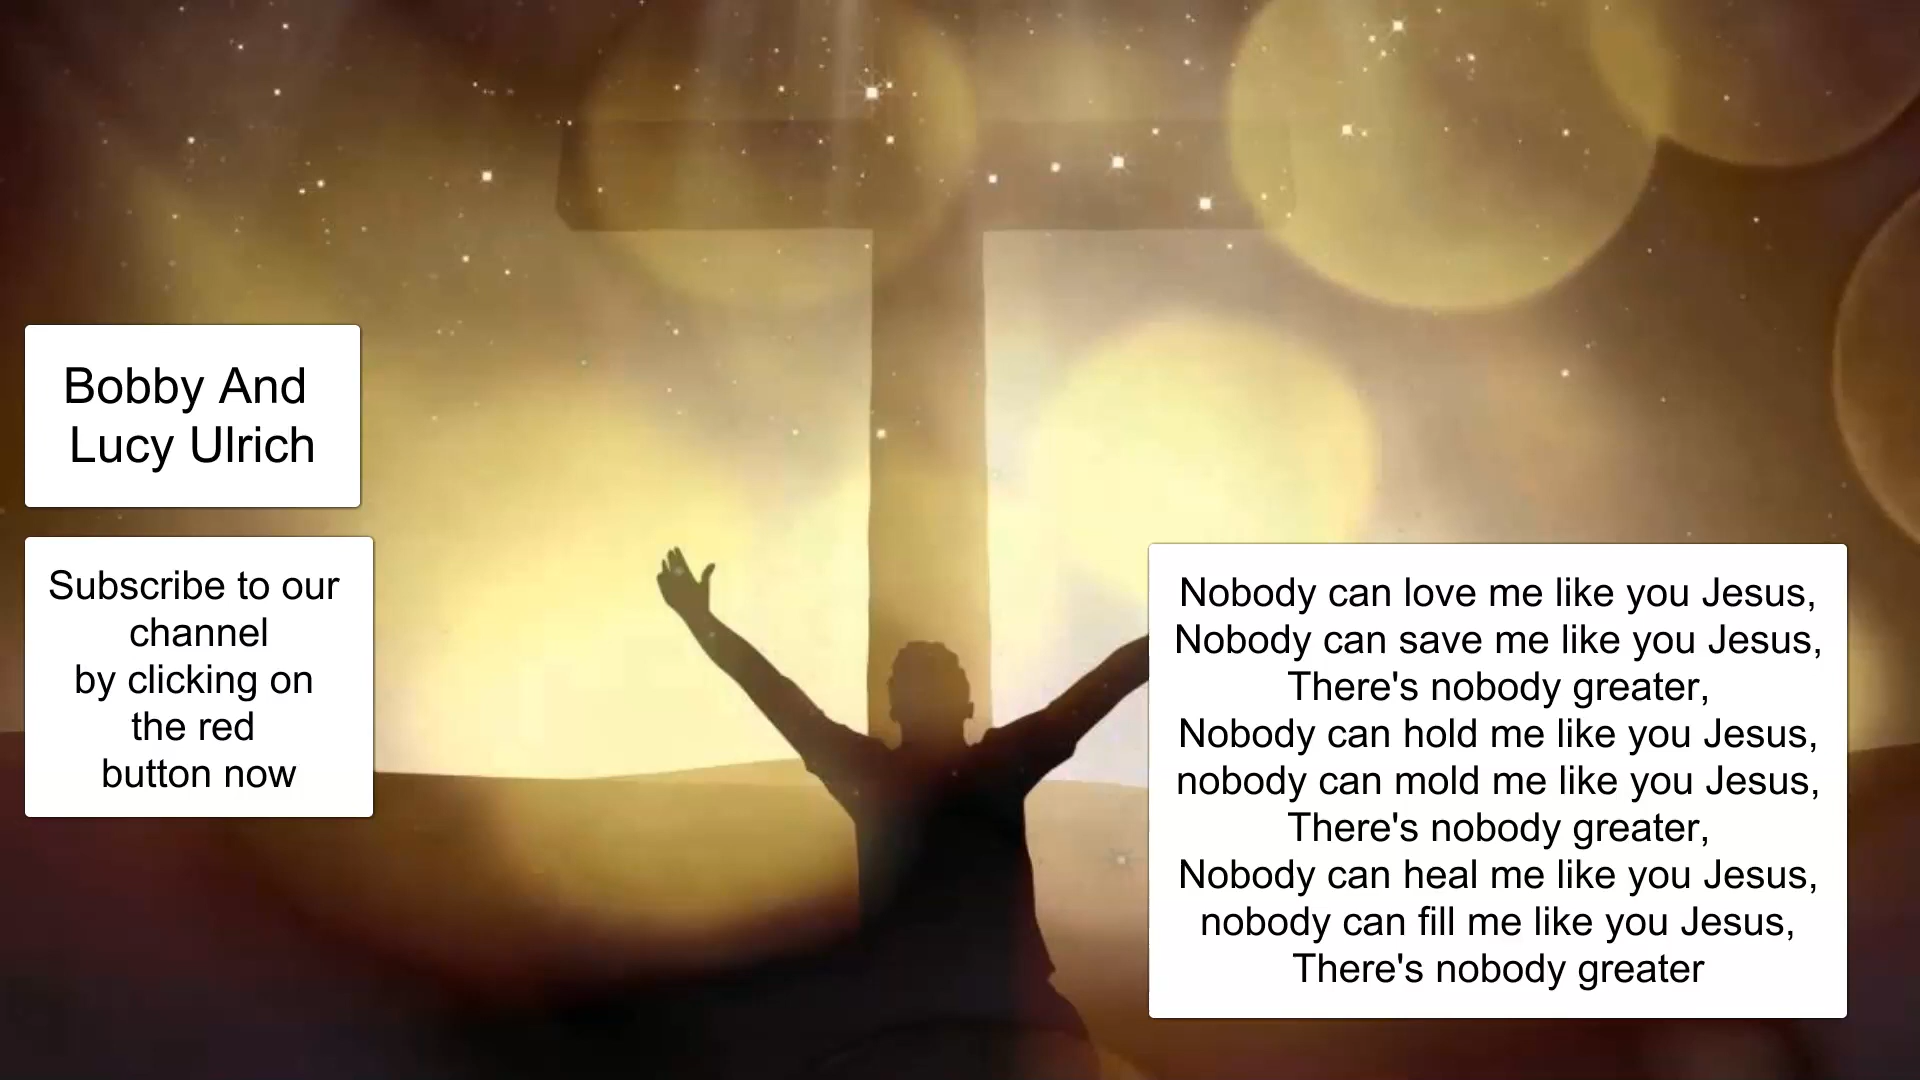 Bobby And
Lucy Ulrich
Subscribe to our
channel
by clicking on
the red
button now
Nobody can love me like you Jesus,
Nobody can save me like you Jesus,
There's nobody greater,
Nobody can hold me like you Jesus,
nobody can mold me like you Jesus,
There's nobody greater,
Nobody can heal me like you Jesus,
nobody can fill me like you Jesus,
There's nobody greater